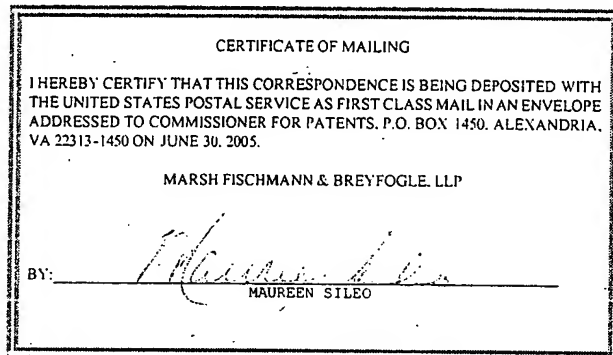 CERTIFICATE OF MAILING
I HEREBY CERTIFY THAT THIS CORRESPONDENCE IS BEING DEPOSITED WITH
THE UNITED STATES POSTAL SERVICE AS FIRST CLASS MAIL IN AN ENVELOPE
ADDRESSED TO COMMISSIONER FOR PATENTS, P.O. BOX 1450, ALEXANDRIA,
VA 22313-1450 ON JUNE 30, 2005.
MARSH FISCHMANN & BREYFOGLE, LLP
BY: Maureen Sileo
MAUREEN SILEO